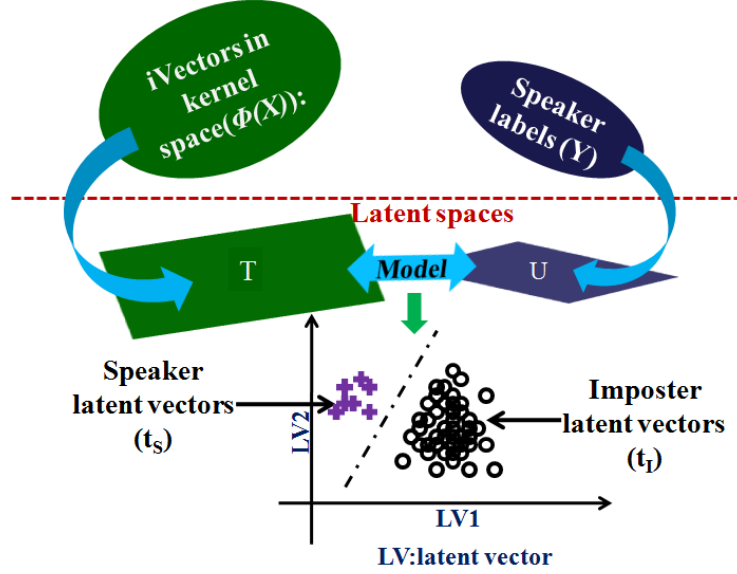 iVectors in
kernel
space(Φ(X)):
Speaker
labels (Y)
Latent spaces
T
Model
U
Speaker
latent vectors
(tS)
LV2
Imposter
latent vectors
(tI)
LV1
LV:latent vector